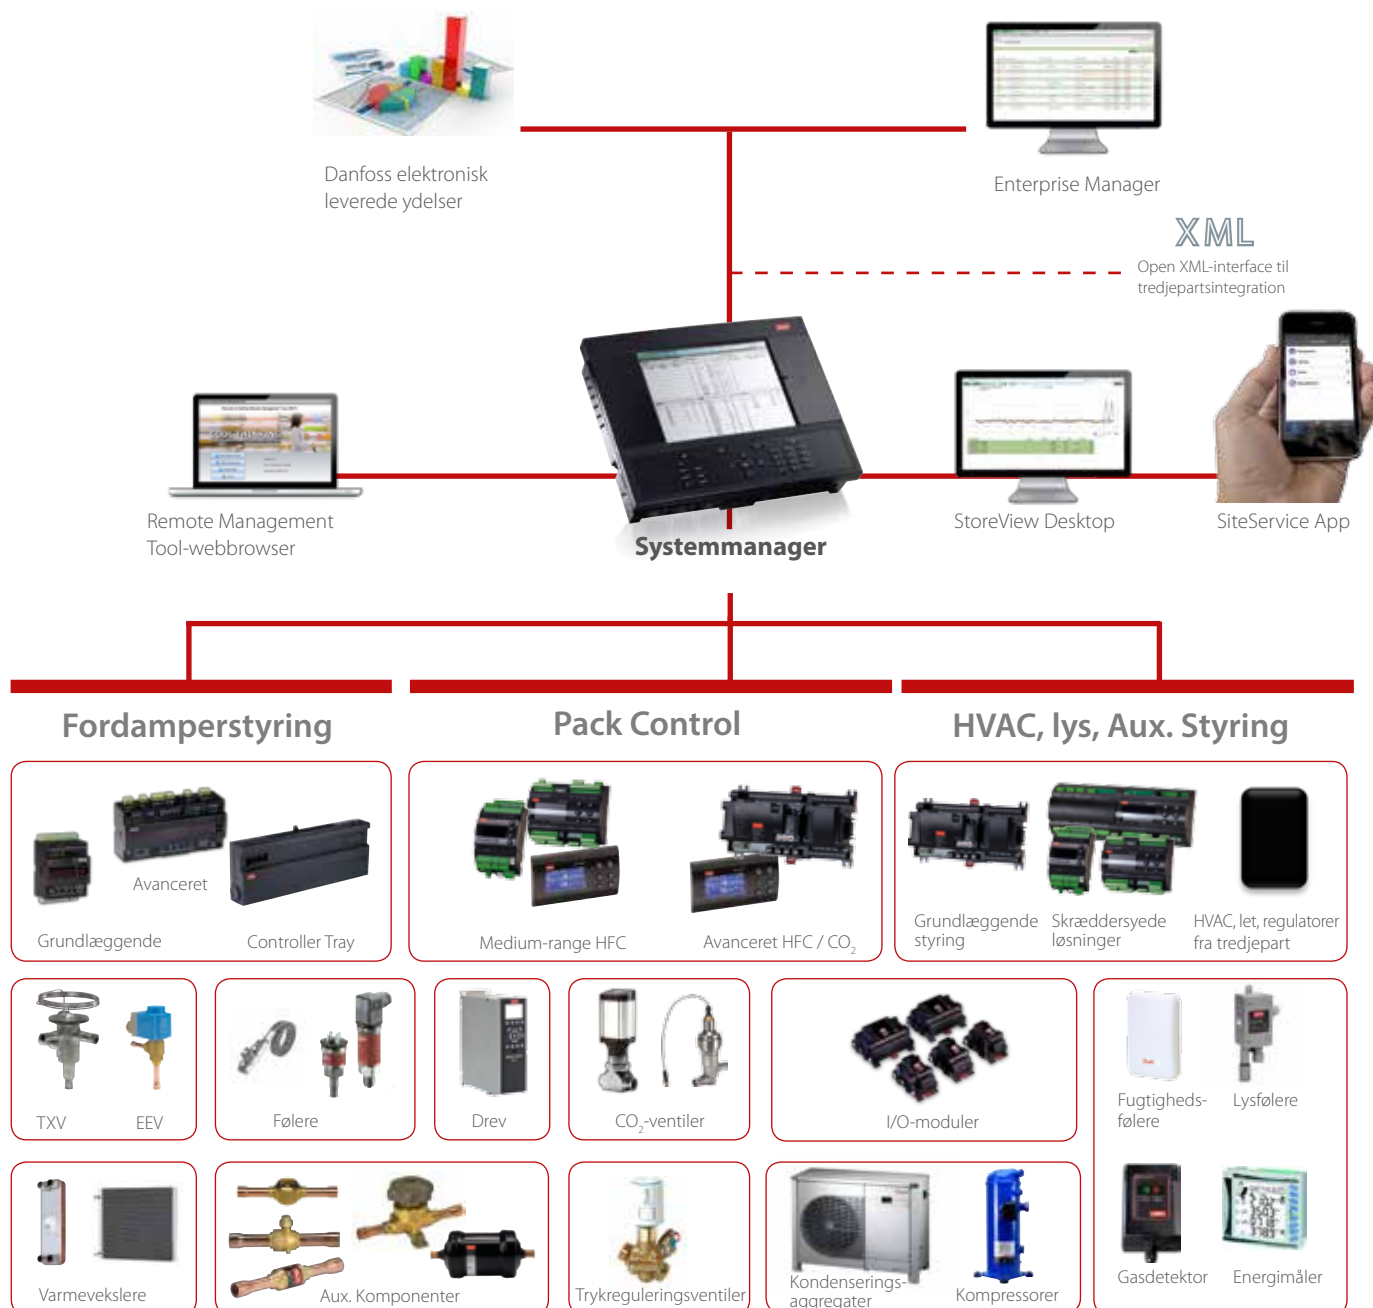 Danfoss elektronisk
leverede ydelser
Enterprise Manager
XML
Open XML-interface til
tredjepartsintegration
Remote Management
Tool-webbrowser
Systemmanager
StoreView Desktop
SiteService App
Fordamperstyring
Pack Control
HVAC, lys, Aux. Styring
Grundlæggende
Avanceret
Controller Tray
Medium-range HFC
Avanceret HFC / CO₂
Grundlæggende
styring
Skræddersyede
løsninger
HVAC, let, regulatorer
fra tredjepart
TXV
EEV
Følere
Drev
CO₂-ventiler
I/O-moduler
Fugtigheds-
følere
Lysfølere
Varmevekslere
Aux. Komponenter
Trykreguleringsventiler
Kondenserings-
aggregater
Kompressorer
Gasdetektor
Energimåler